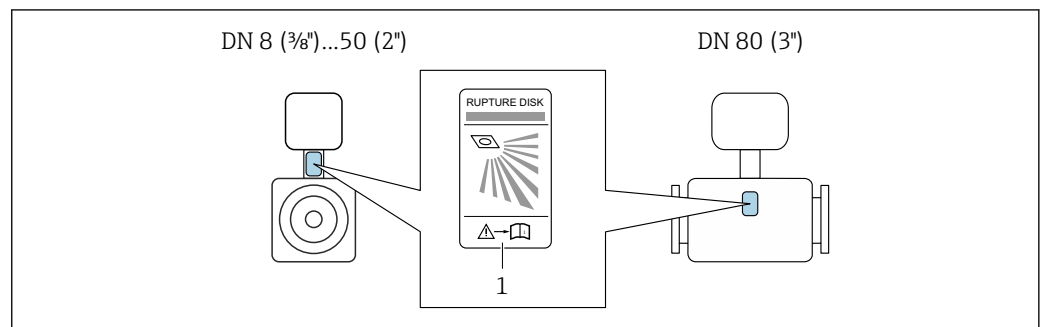 DN 8 (⅜")...50 (2")
DN 80 (3")
RUPTURE DISK
1